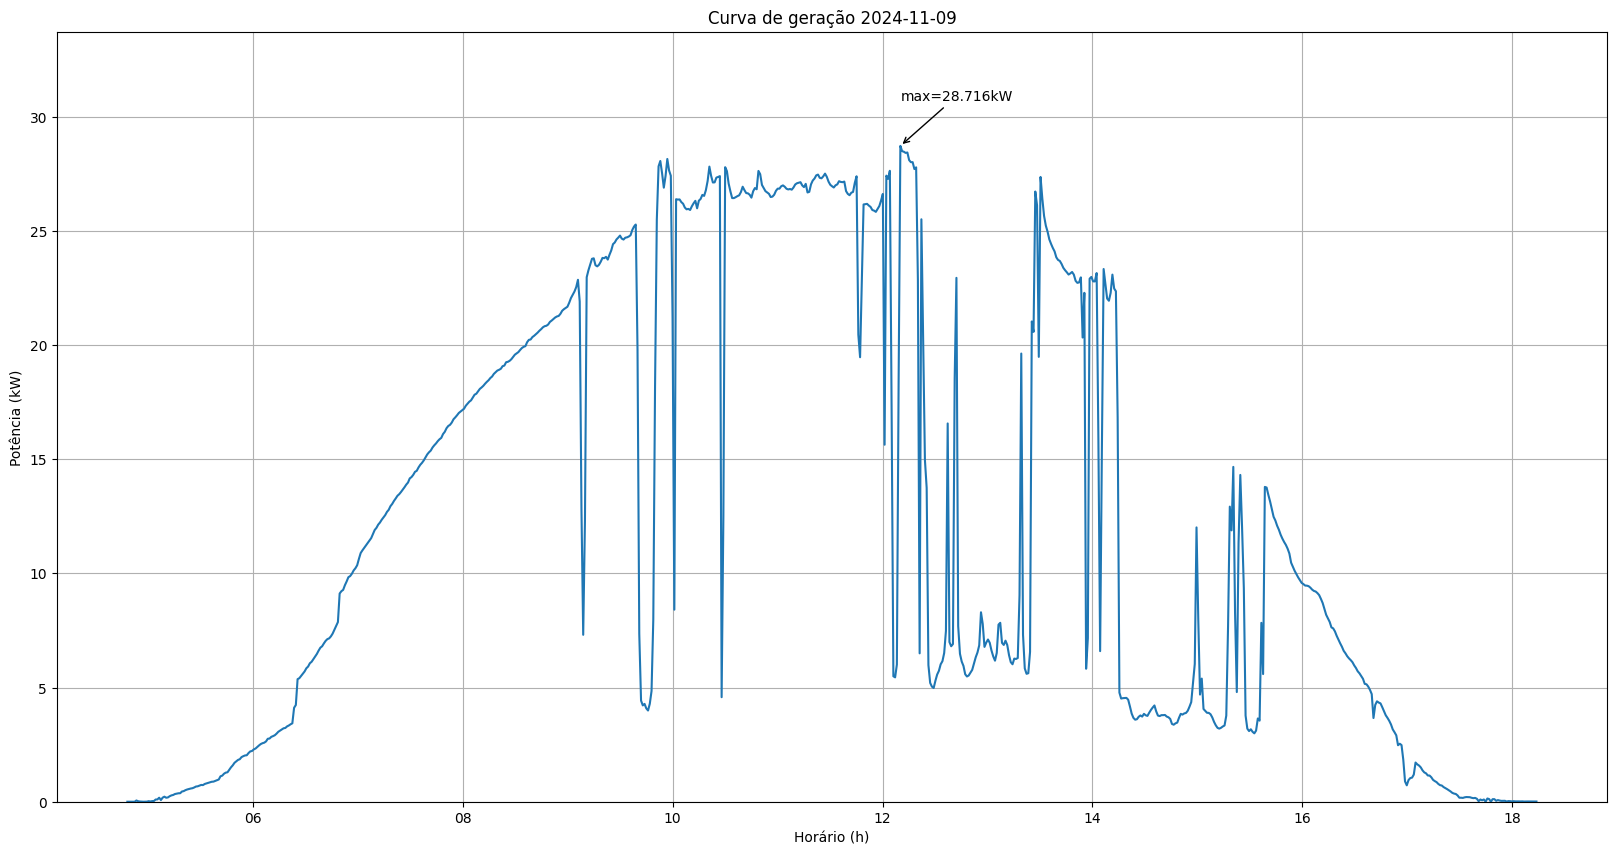 Curva de geração 2024-11-09
max=28.716kW
30
25
20
15
10
5
0
Potência (kW)
06 08 10 12 14 16 18
Horário (h)